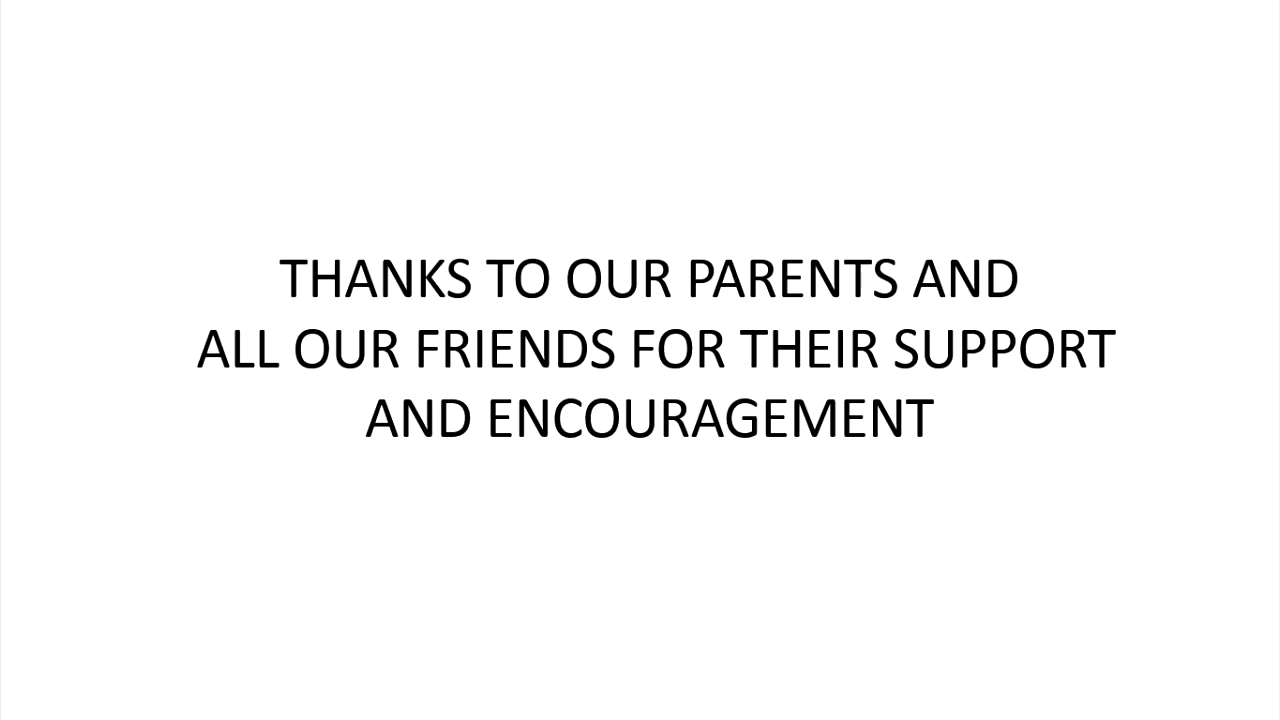 THANKS TO OUR PARENTS AND
ALL OUR FRIENDS FOR THEIR SUPPORT
AND ENCOURAGEMENT